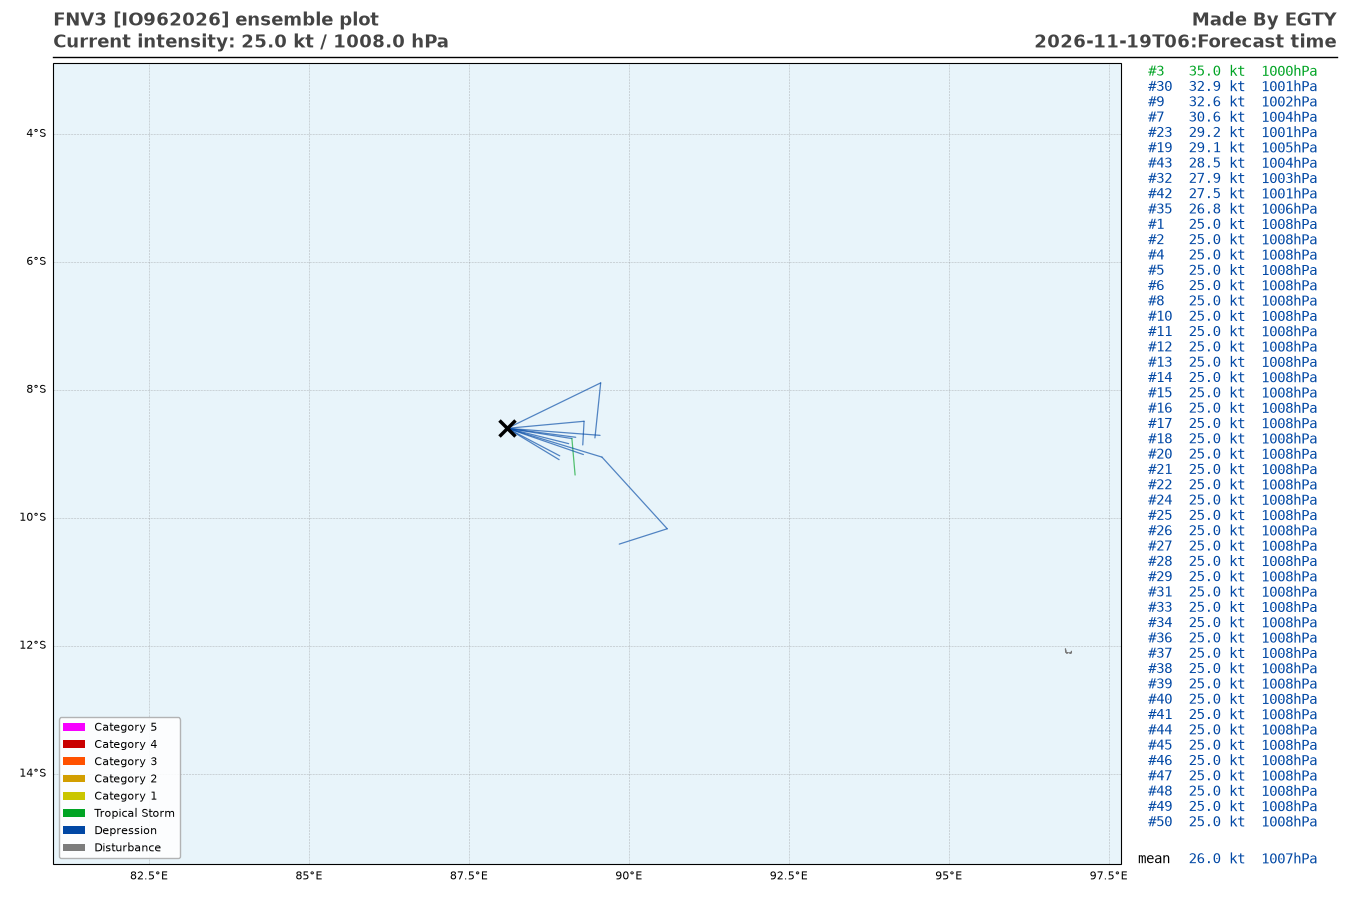 FNV3 [IO962026] ensemble plot
Current intensity: 25.0 kt / 1008.0 hPa
Made By EGTY
2026-11-19T06:Forecast time
4°S
6°S
8°S
10°S
12°S
14°S
82.5°E
85°E
87.5°E
90°E
92.5°E
95°E
97.5°E
Category 5
Category 4
Category 3
Category 2
Category 1
Tropical Storm
Depression
Disturbance
#3 35.0 kt 1000hPa
#30 32.9 kt 1001hPa
#9 32.6 kt 1002hPa
#7 30.6 kt 1004hPa
#23 29.2 kt 1001hPa
#19 29.1 kt 1005hPa
#43 28.5 kt 1004hPa
#32 27.9 kt 1003hPa
#42 27.5 kt 1001hPa
#35 26.8 kt 1006hPa
#1 25.0 kt 1008hPa
#2 25.0 kt 1008hPa
#4 25.0 kt 1008hPa
#5 25.0 kt 1008hPa
#6 25.0 kt 1008hPa
#8 25.0 kt 1008hPa
#10 25.0 kt 1008hPa
#11 25.0 kt 1008hPa
#12 25.0 kt 1008hPa
#13 25.0 kt 1008hPa
#14 25.0 kt 1008hPa
#15 25.0 kt 1008hPa
#16 25.0 kt 1008hPa
#17 25.0 kt 1008hPa
#18 25.0 kt 1008hPa
#20 25.0 kt 1008hPa
#21 25.0 kt 1008hPa
#22 25.0 kt 1008hPa
#24 25.0 kt 1008hPa
#25 25.0 kt 1008hPa
#26 25.0 kt 1008hPa
#27 25.0 kt 1008hPa
#28 25.0 kt 1008hPa
#29 25.0 kt 1008hPa
#31 25.0 kt 1008hPa
#33 25.0 kt 1008hPa
#34 25.0 kt 1008hPa
#36 25.0 kt 1008hPa
#37 25.0 kt 1008hPa
#38 25.0 kt 1008hPa
#39 25.0 kt 1008hPa
#40 25.0 kt 1008hPa
#41 25.0 kt 1008hPa
#44 25.0 kt 1008hPa
#45 25.0 kt 1008hPa
#46 25.0 kt 1008hPa
#47 25.0 kt 1008hPa
#48 25.0 kt 1008hPa
#49 25.0 kt 1008hPa
#50 25.0 kt 1008hPa
mean 26.0 kt 1007hPa